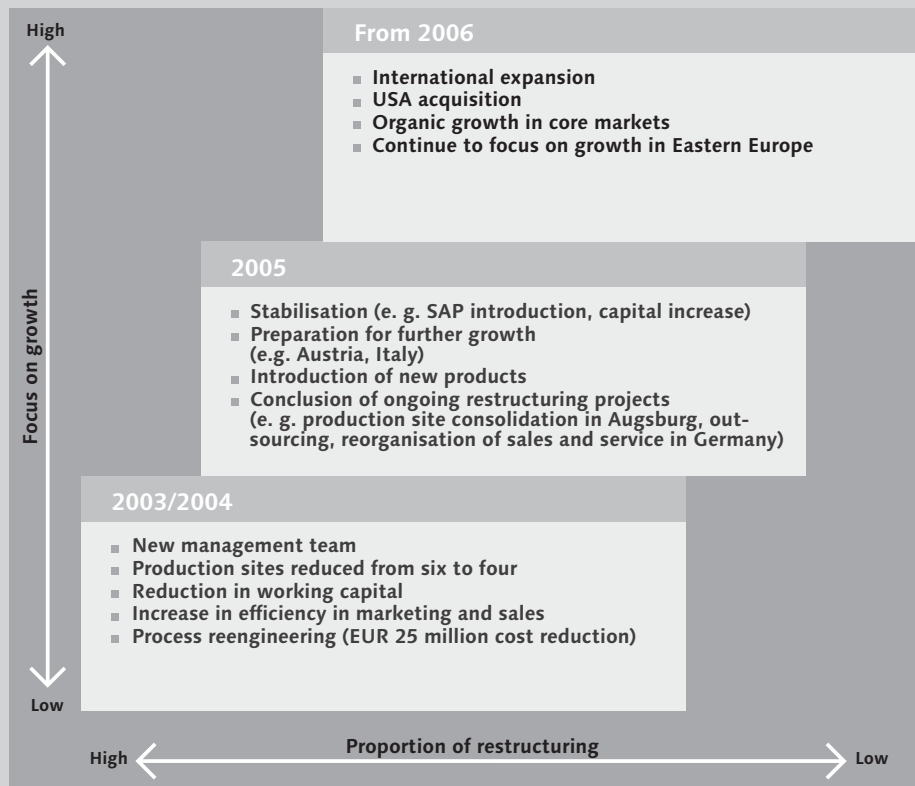 High
From 2006
International expansion
USA acquisition
Organic growth in core markets
Continue to focus on growth in Eastern Europe
Focus on growth
2005
Stabilisation (e. g. SAP introduction, capital increase)
Preparation for further growth
(e.g. Austria, Italy)
Introduction of new products
Conclusion of ongoing restructuring projects
(e. g. production site consolidation in Augsburg, out-
sourcing, reorganisation of sales and service in Germany)
2003/2004
New management team
Production sites reduced from six to four
Reduction in working capital
Increase in efficiency in marketing and sales
Process reengineering (EUR 25 million cost reduction)
Low
High
Proportion of restructuring
Low